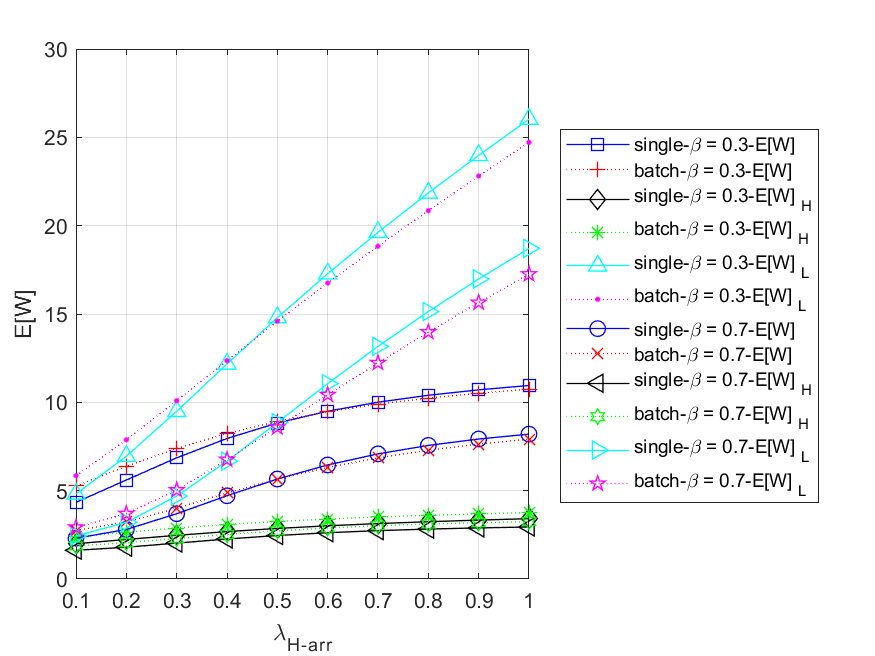 30
25
20
15
10
5
0
E[W]
0.1 0.2 0.3 0.4 0.5 0.6 0.7 0.8 0.9 1
λH-arr
single-β = 0.3-E[W]
batch-β = 0.3-E[W]
single-β = 0.3-E[W] H
batch-β = 0.3-E[W] H
single-β = 0.3-E[W] L
batch-β = 0.3-E[W] L
single-β = 0.7-E[W]
batch-β = 0.7-E[W]
single-β = 0.7-E[W] H
batch-β = 0.7-E[W] H
single-β = 0.7-E[W] L
batch-β = 0.7-E[W] L